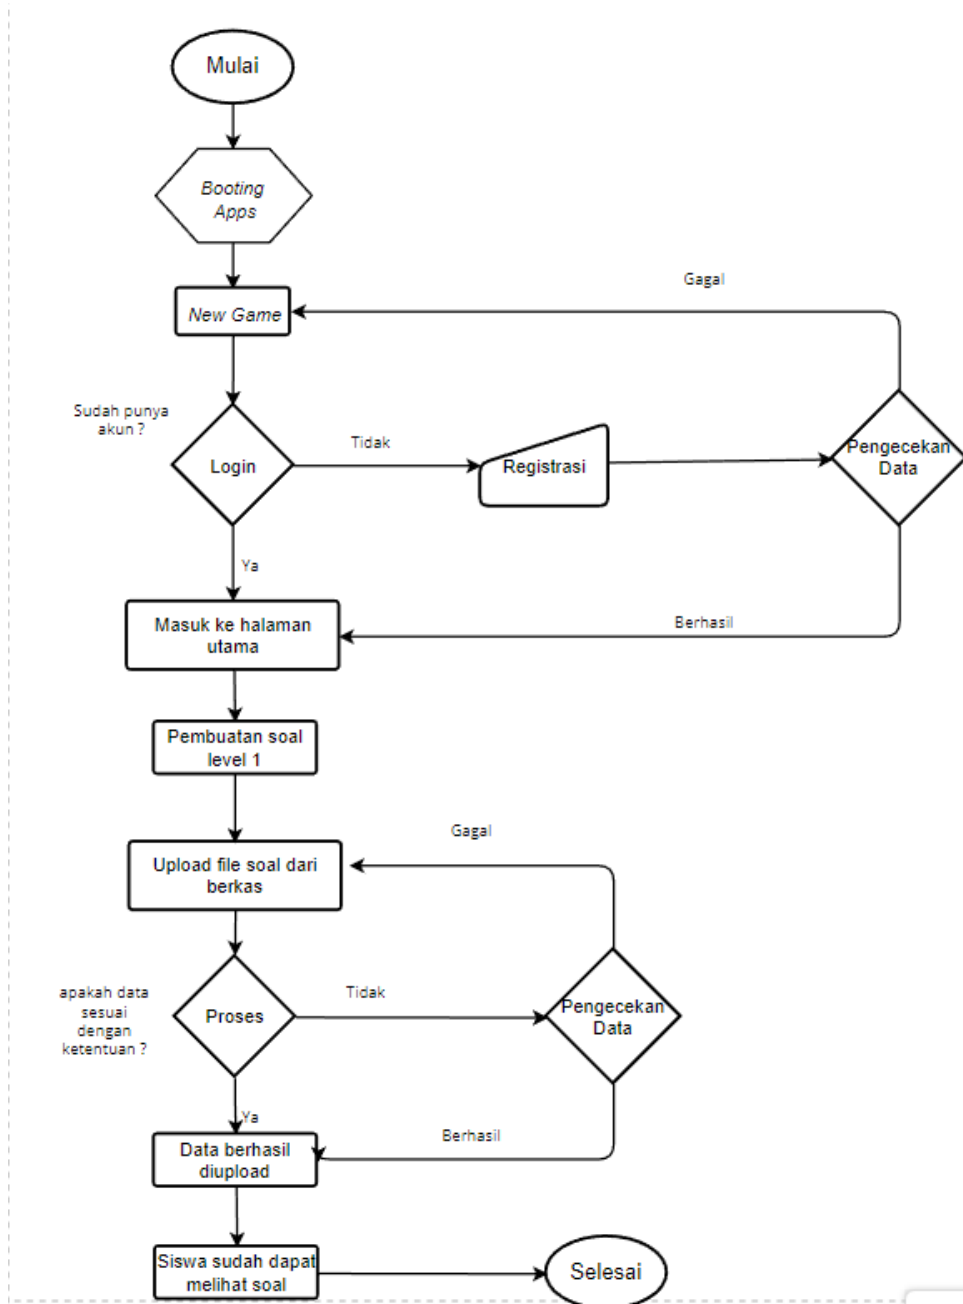 Mulai
Booting
Apps
Gagal
New Game
Sudah punya
akun ?
Login
Tidak
Registrasi
Pengecekan
Data
Ya
Masuk ke halaman
utama
Berhasil
Pembuatan soal
level 1
Gagal
Upload file soal dari
berkas
apakah data
sesuai
dengan
ketentuan ?
Proses
Tidak
Pengecekan
Data
Ya
Berhasil
Data berhasil
diupload
Siswa sudah dapat
melihat soal
Selesai